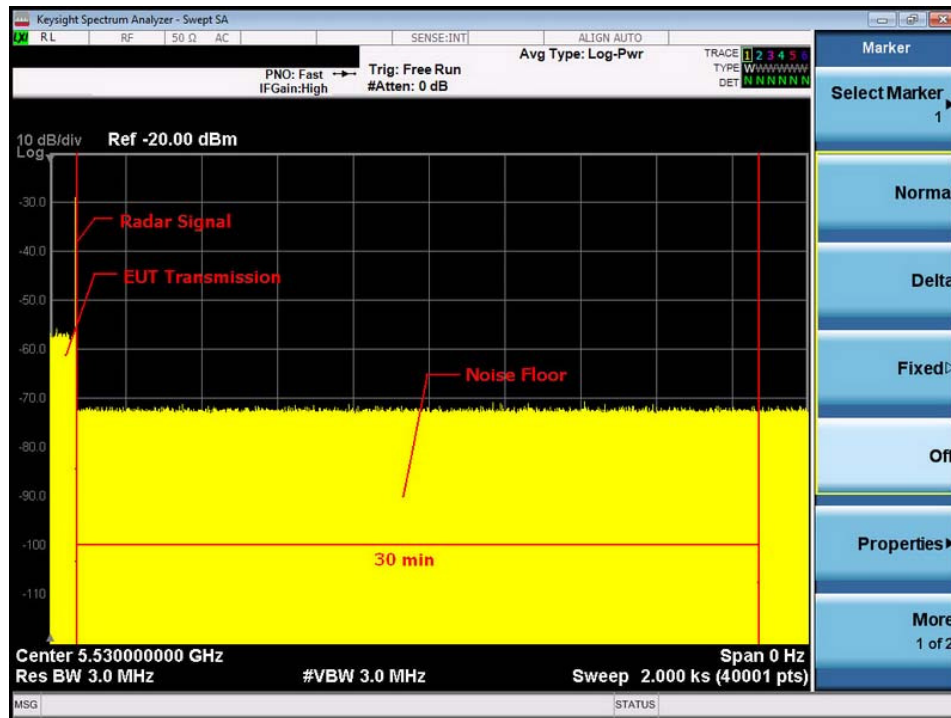 Keysight Spectrum Analyzer - Swept SA
LXI RL RF 50 Ω AC SENSE:INT ALIGN AUTO
Avg Type: Log-Pwr
TRACE 1 2 3 4 5 6
TYPE WWWWWWW
DET N N N N N N
PNO: Fast
IFGain:High
Trig: Free Run
#Atten: 0 dB
10 dB/div Ref -20.00 dBm
Log
-30.0
Radar Signal
-40.0
EUT Transmission
-50.0
-60.0
Noise Floor
-70.0
-80.0
-90.0
-100
30 min
-110
Center 5.530000000 GHz Span 0 Hz
Res BW 3.0 MHz #VBW 3.0 MHz Sweep 2.000 ks (40001 pts)
MSG STATUS
Marker
Select Marker
1
Norma
Delta
Fixed
Off
Properties
More
1 of 2